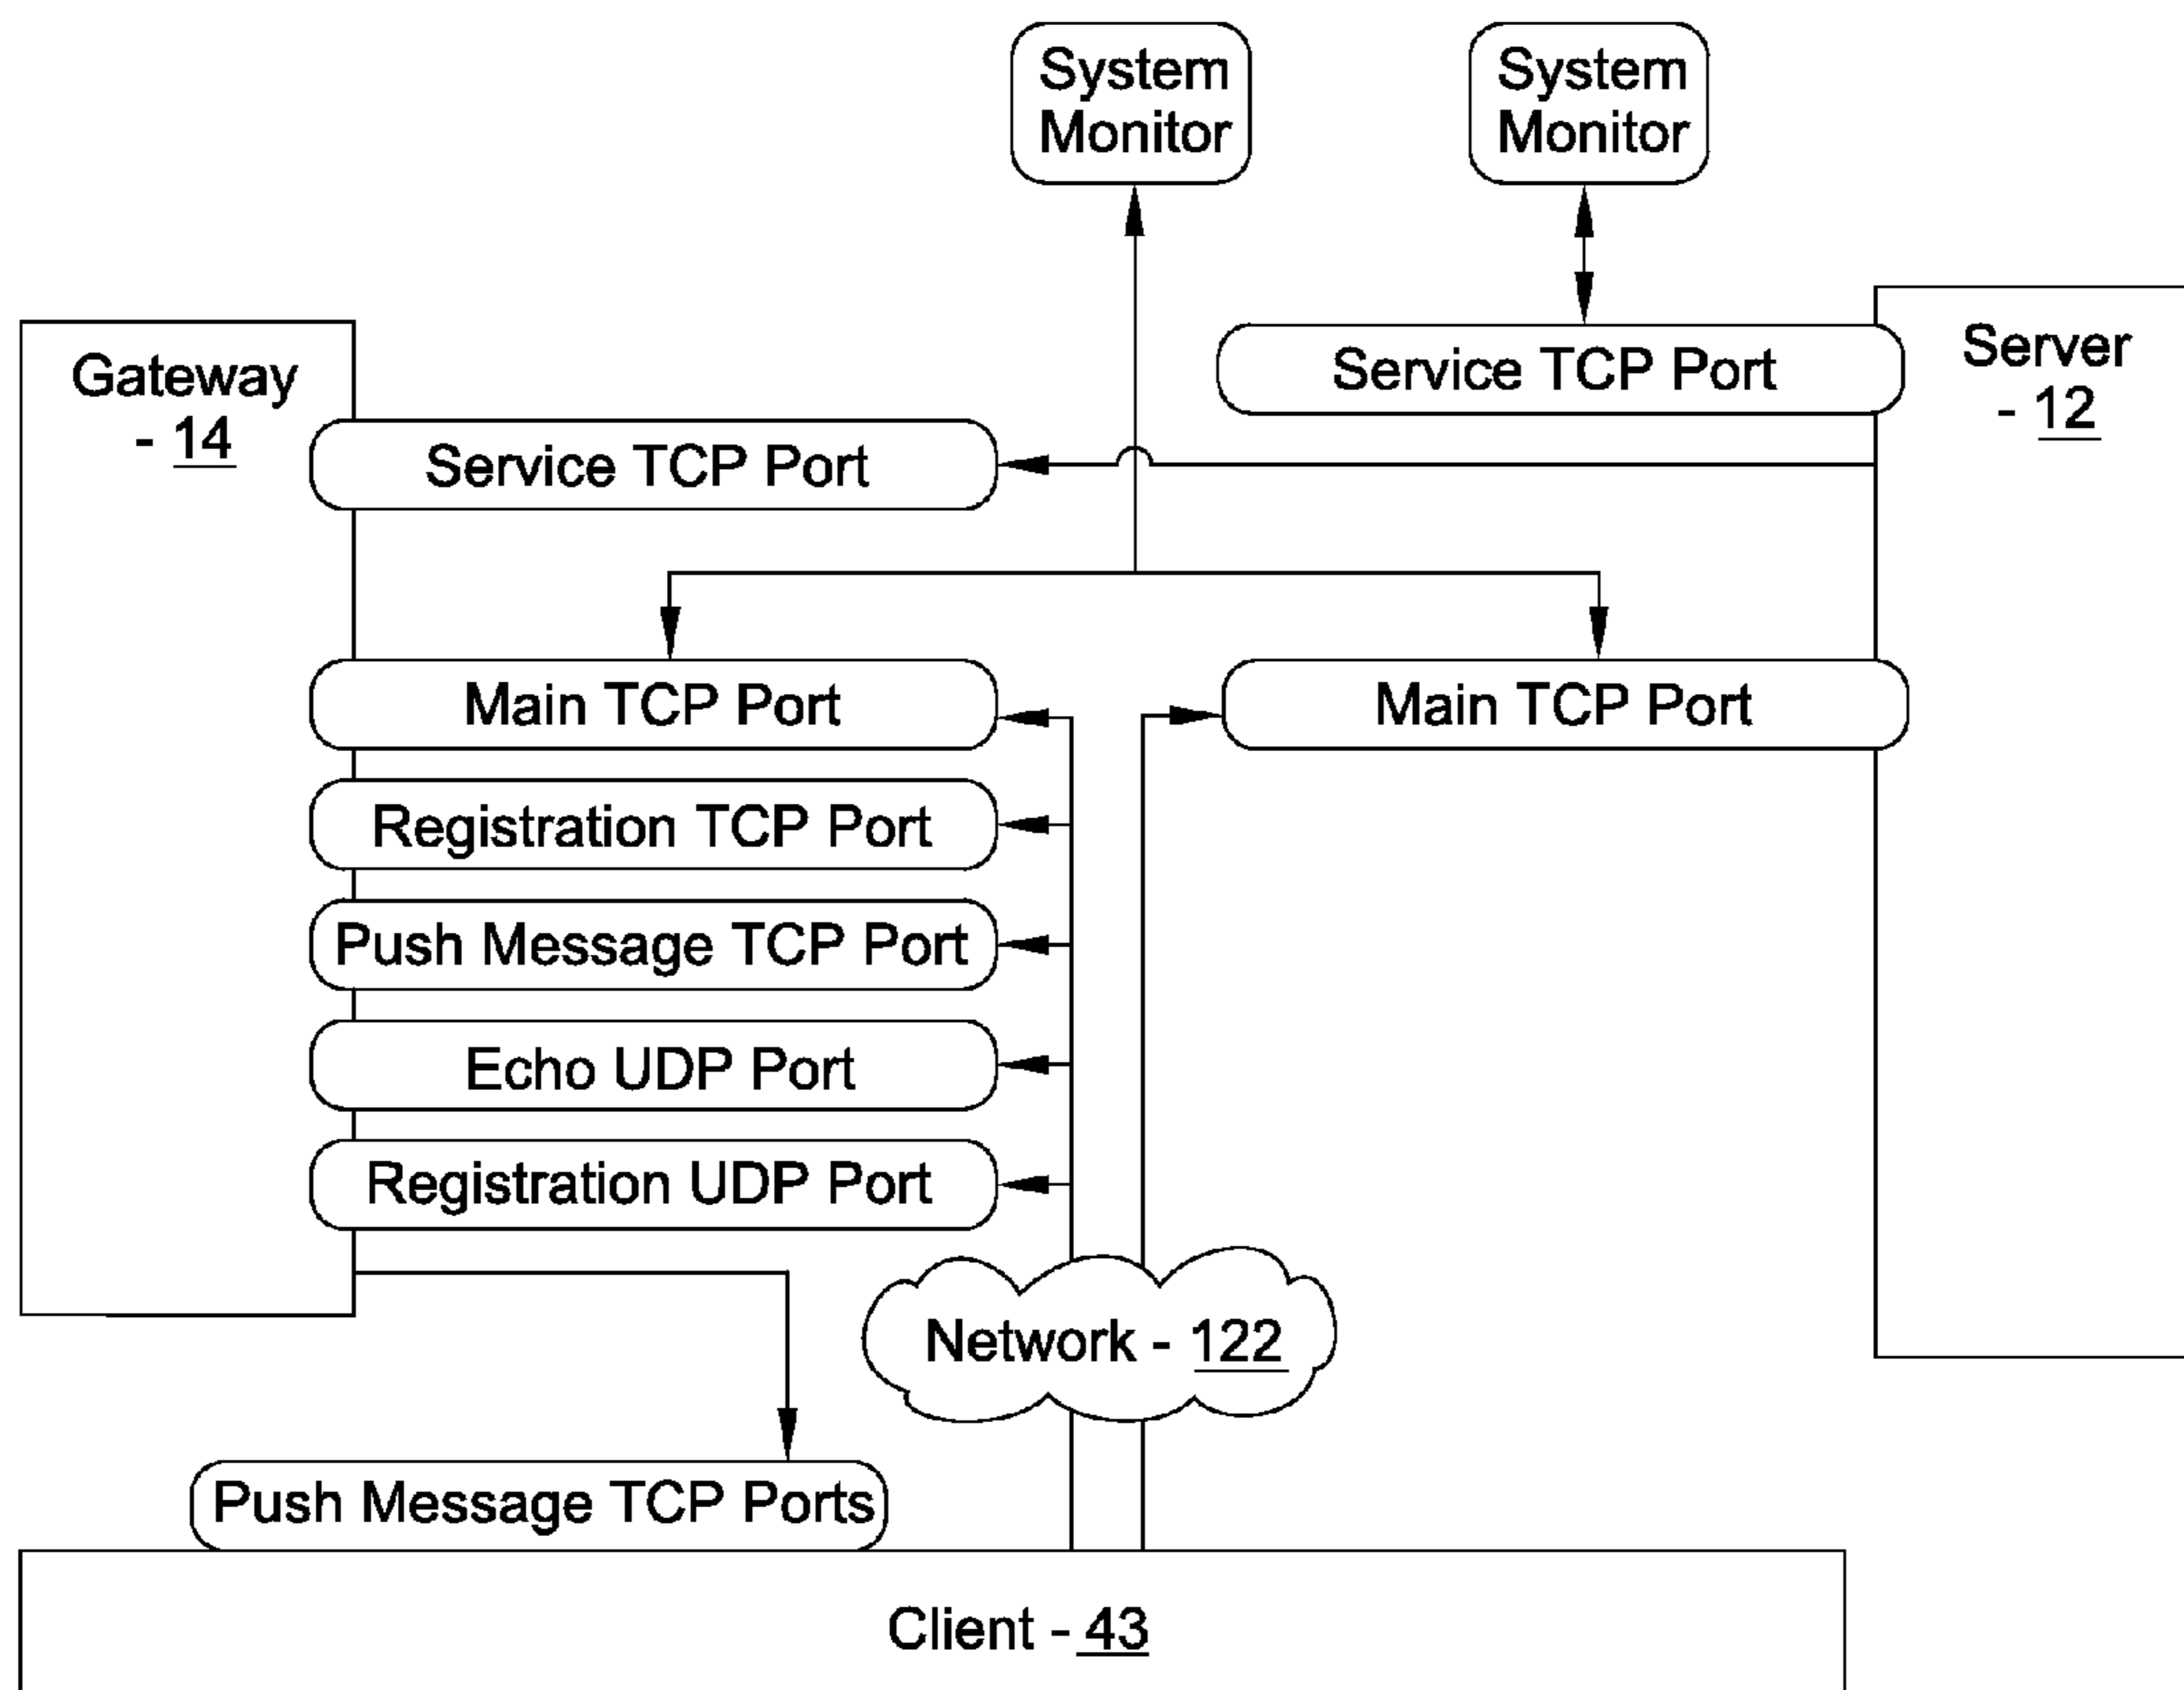 System
Monitor
System
Monitor
Gateway
- 14
Service TCP Port
Server
- 12
Service TCP Port
Main TCP Port
Main TCP Port
Registration TCP Port
Push Message TCP Port
Echo UDP Port
Registration UDP Port
Network - 122
Push Message TCP Ports
Client - 43